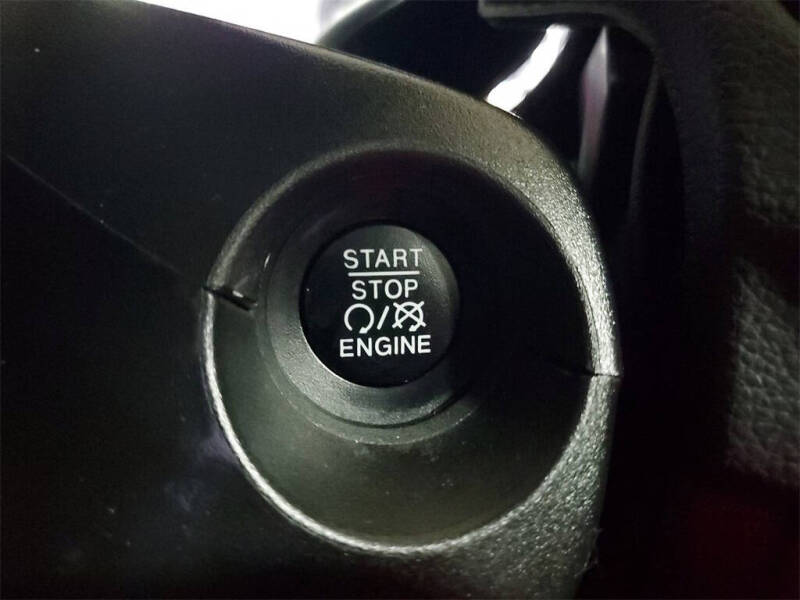 START
STOP
/
ENGINE